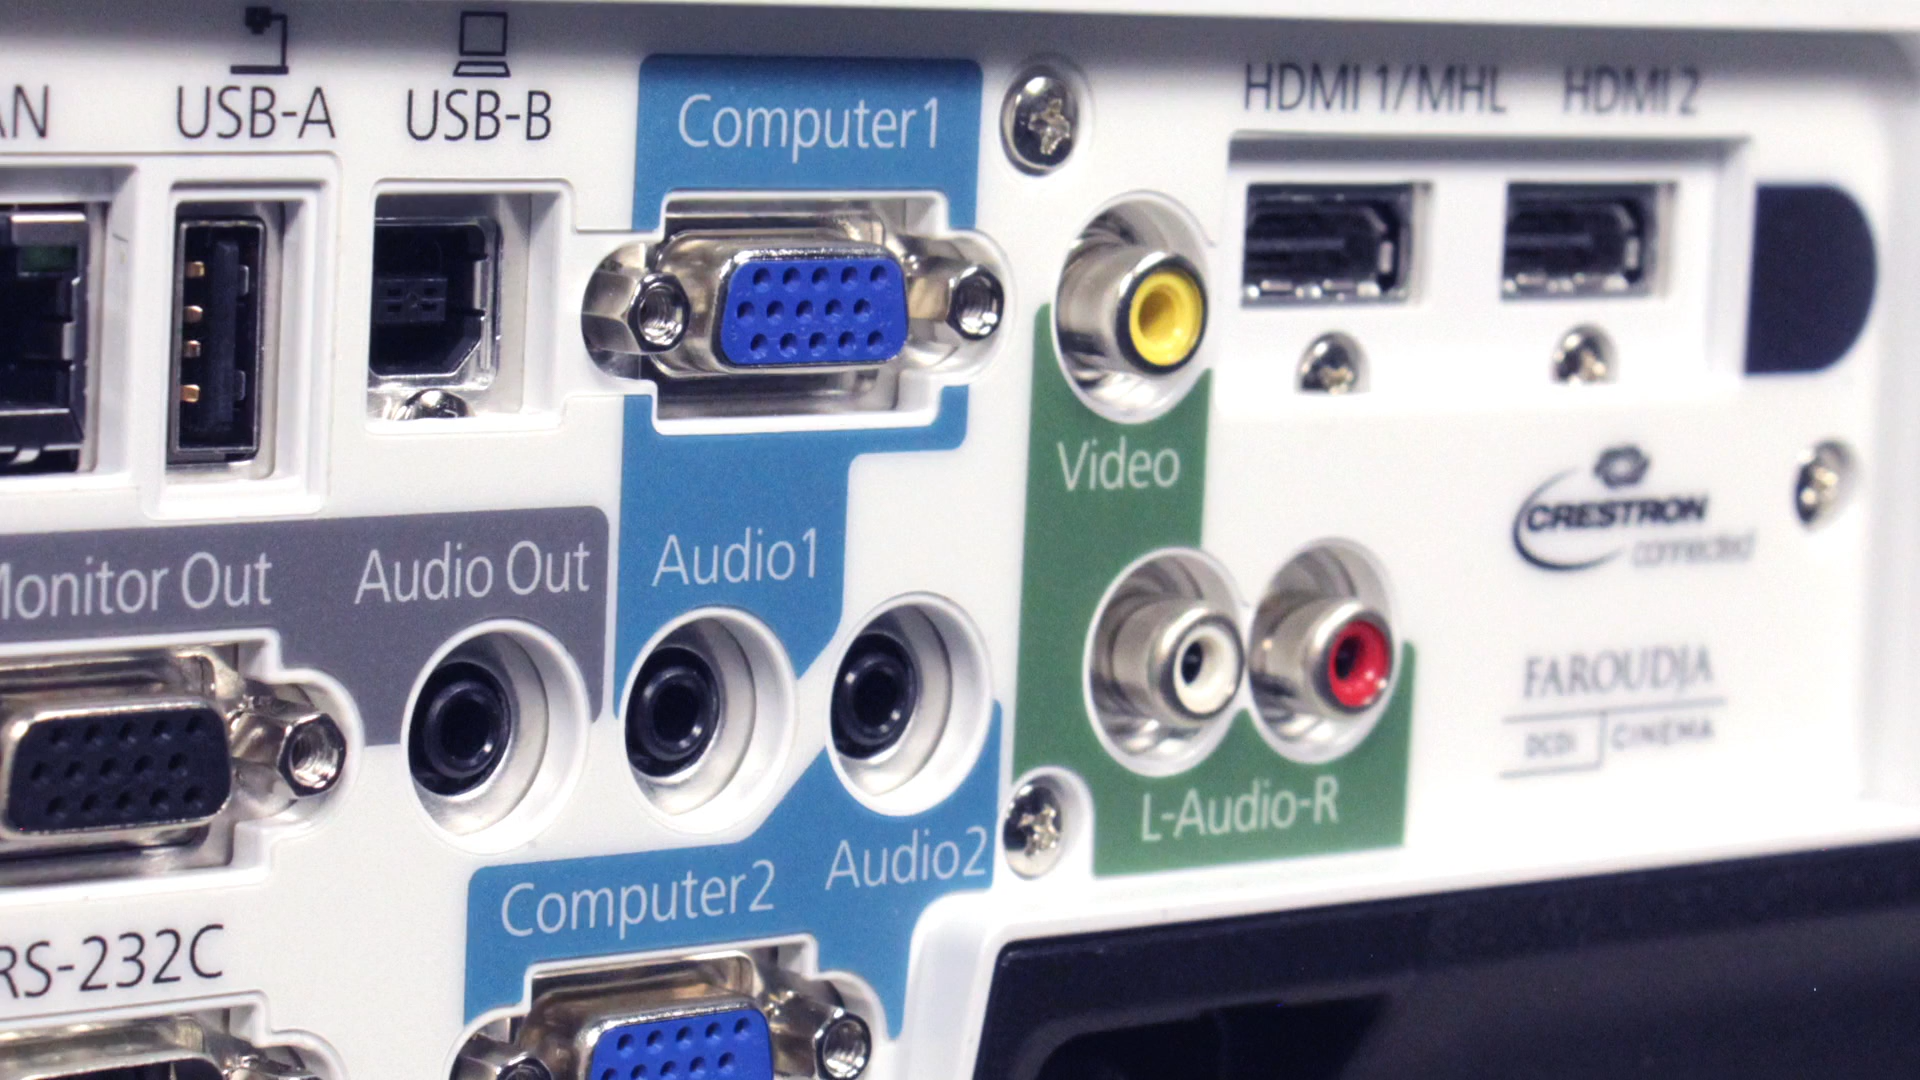 AN
USB-A
USB-B
Computer1
HDMI 1/MHL
HDMI 2
Video
Monitor Out
Audio Out
Audio1
CRESTRON
connected
FAROUDJA
DCDi
CINEMA
L-Audio-R
Audio2
Computer2
RS-232C